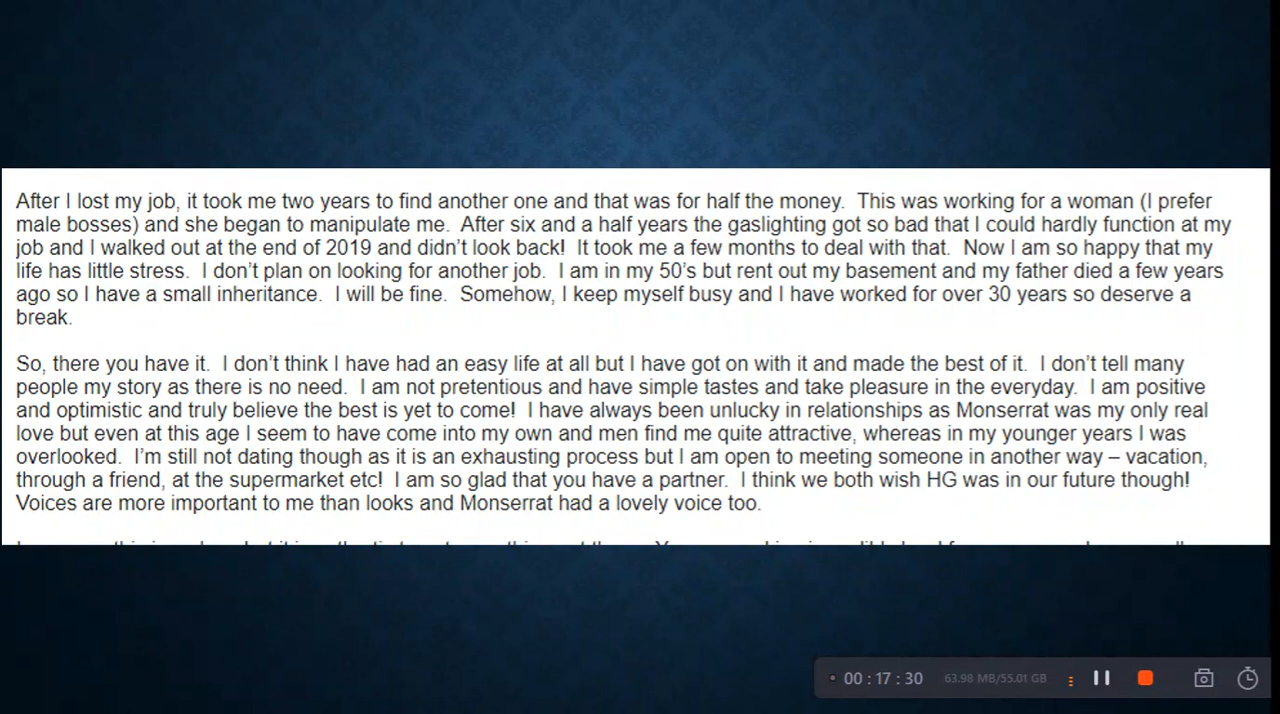 After I lost my job, it took me two years to find another one and that was for half the money.  This was working for a woman (I prefer
male bosses) and she began to manipulate me.  After six and a half years the gaslighting got so bad that I could hardly function at my
job and I walked out at the end of 2019 and didn’t look back!  It took me a few months to deal with that.  Now I am so happy that my
life has little stress.  I don’t plan on looking for another job.  I am in my 50’s but rent out my basement and my father died a few years
ago so I have a small inheritance.  I will be fine.  Somehow, I keep myself busy and I have worked for over 30 years so deserve a
break.
So, there you have it.  I don’t think I have had an easy life at all but I have got on with it and made the best of it.  I don’t tell many
people my story as there is no need.  I am not pretentious and have simple tastes and take pleasure in the everyday.  I am positive
and optimistic and truly believe the best is yet to come!  I have always been unlucky in relationships as Monserrat was my only real
love but even at this age I seem to have come into my own and men find me quite attractive, whereas in my younger years I was
overlooked.  I’m still not dating though as it is an exhausting process but I am open to meeting someone in another way – vacation,
through a friend, at the supermarket etc!  I am so glad that you have a partner.  I think we both wish HG was in our future though!
Voices are more important to me than looks and Monserrat had a lovely voice too.
00 : 17 : 30 63.98 MB/55.01 GB